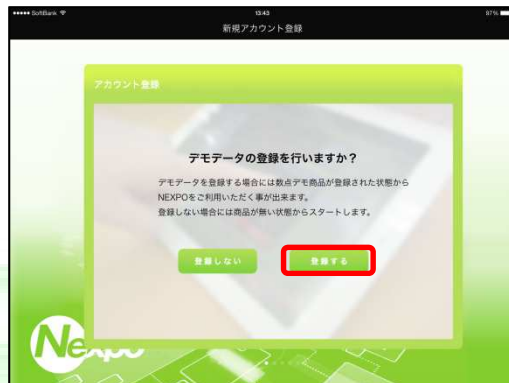 SoftBank 13:43 97%
新規アカウント登録
アカウント登録
デモデータの登録を行いますか？
デモデータを登録する場合には数点デモ商品が登録された状態から
NEXPOをご利用いただく事が出来ます。
登録しない場合には商品が無い状態からスタートします。
登録しない 登録する
Nexpo